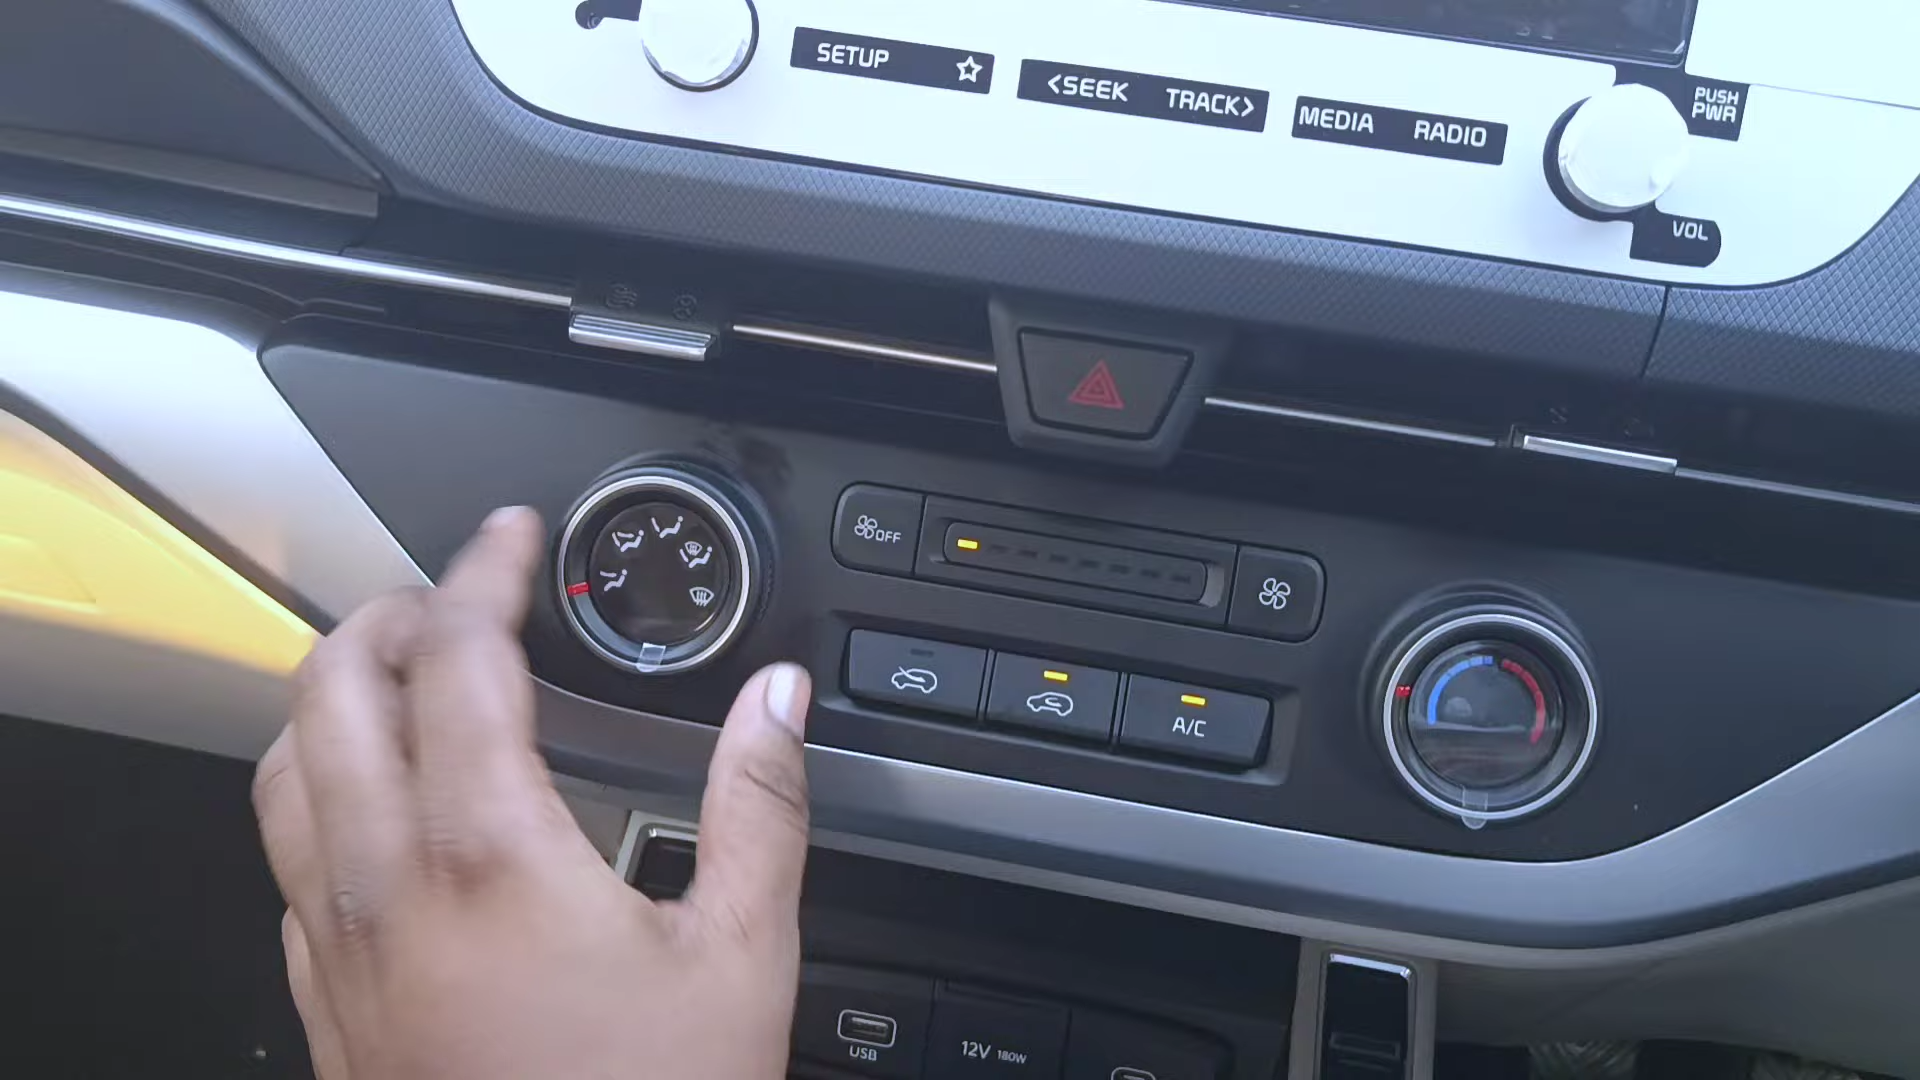 SETUP
<SEEK TRACK>
MEDIA RADIO
PUSH
PWR
VOL
OFF
A/C
USB
12V 180W